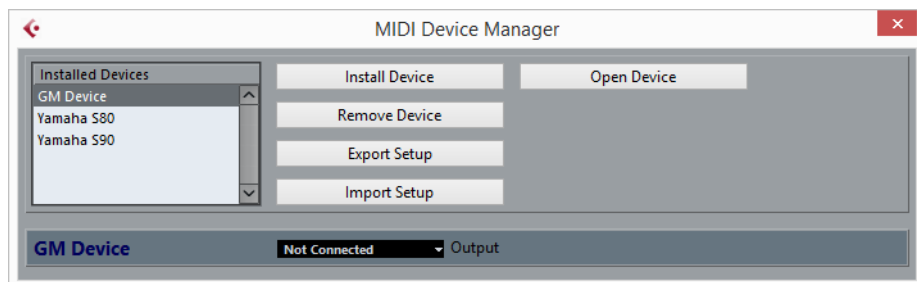 MIDI Device Manager
Installed Devices
GM Device
Yamaha S80
Yamaha S90
Install Device
Remove Device
Export Setup
Import Setup
Open Device
GM Device
Not Connected
Output